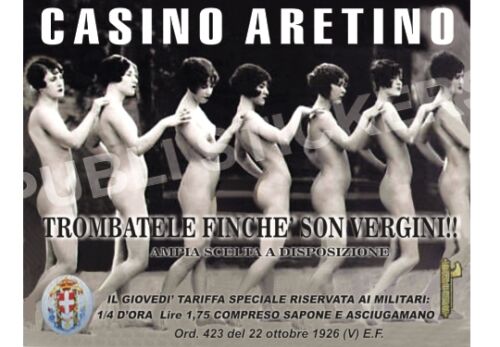 CASINO ARETINO
PUBLISTICKERS
TROMBATELE FINCHE' SON VERGINI!!
AMPIA SCELTA A DISPOSIZIONE
IL GIOVEDI' TARIFFA SPECIALE RISERVATA AI MILITARI:
1/4 D'ORA Lire 1,75 COMPRESO SAPONE E ASCIUGAMANO
Ord. 423 del 22 ottobre 1926 (V) E.F.